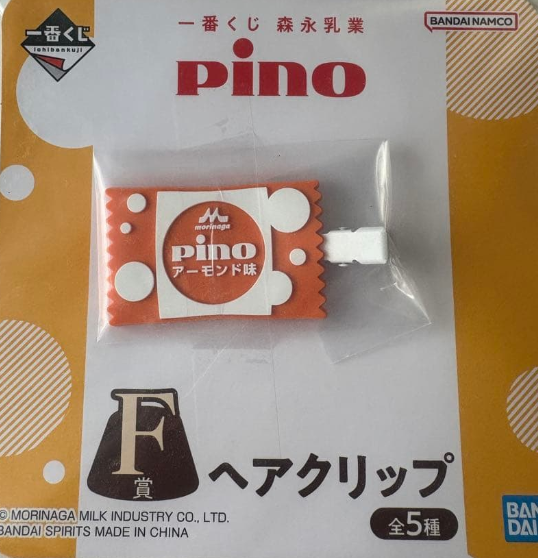 一番くじ
ichibankuji
一番くじ 森永乳業
BANDAI NAMCO
pino
morinaga
pino
アーモンド味
F
賞
ヘアクリップ
全5種
© MORINAGA MILK INDUSTRY CO., LTD.
BANDAI SPIRITS MADE IN CHINA
BAN
DAI